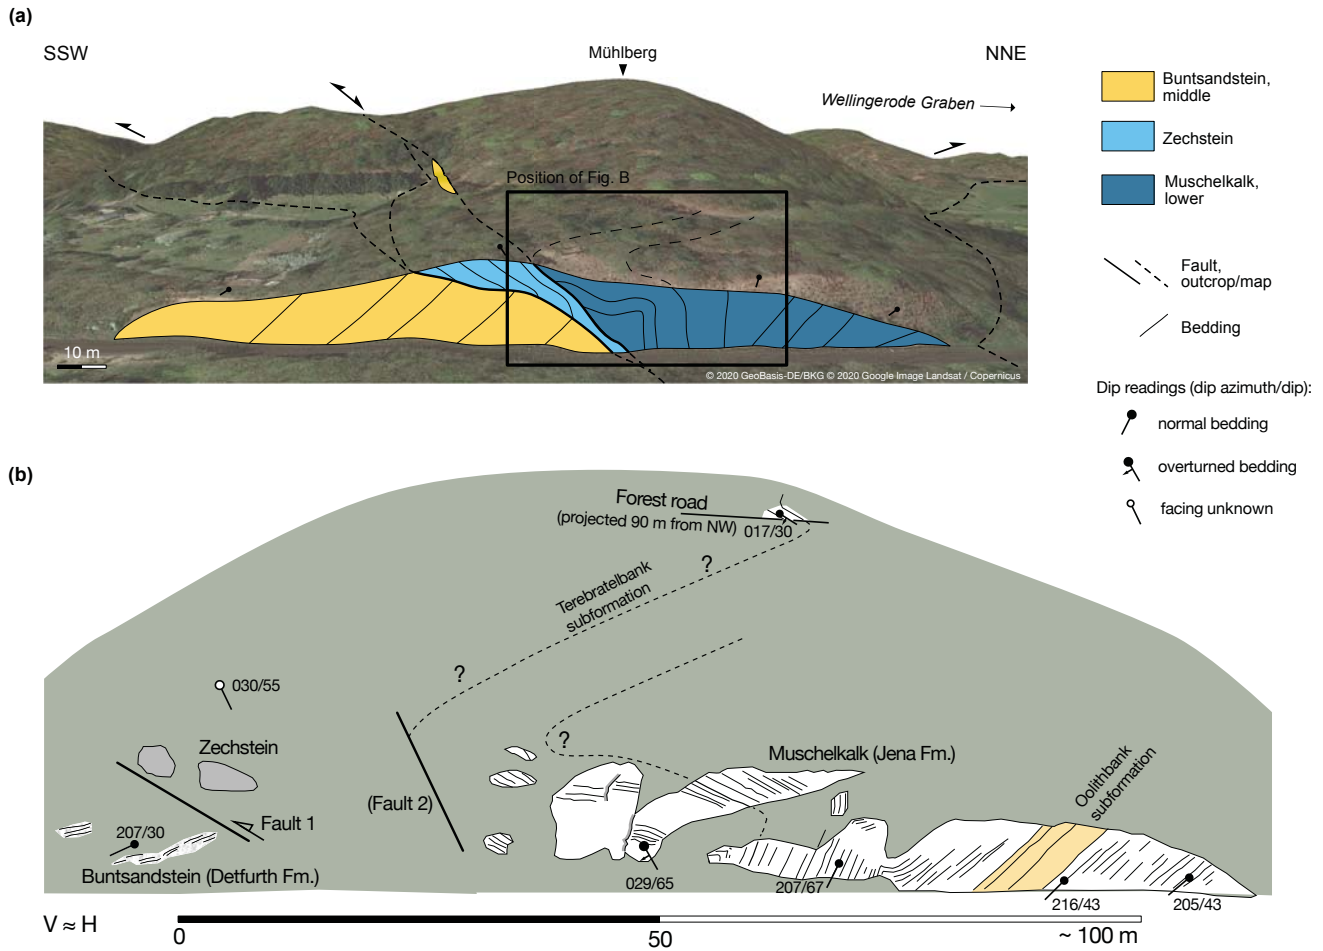 (a)
SSW
Mühlberg
NNE
Wellingerode Graben
Position of Fig. B
10 m
© 2020 GeoBasis-DE/BKG © 2020 Google Image Landsat / Copernicus
Buntsandstein,
middle
Zechstein
Muschelkalk,
lower
Fault,
outcrop/map
Bedding
Dip readings (dip azimuth/dip):
normal bedding
overturned bedding
facing unknown
(b)
Forest road
(projected 90 m from NW)
017/30
?
Terebratelbank
subformation
?
030/55
Zechstein
?
Muschelkalk (Jena Fm.)
Oolithbank
subformation
(Fault 2)
Fault 1
207/30
Buntsandstein (Detfurth Fm.)
029/65
207/67
216/43
205/43
V ≈ H
0
50
~ 100 m